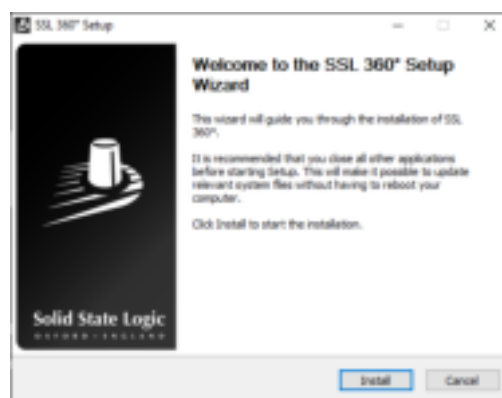 SSL 360° Setup
Welcome to the SSL 360° Setup
Wizard
This wizard will guide you through the installation of SSL
360°.
It is recommended that you close all other applications
before starting Setup. This will make it possible to update
relevant system files without having to reboot your
computer.
Click Install to start the installation.
Solid State Logic
OXFORD · ENGLAND
Install
Cancel